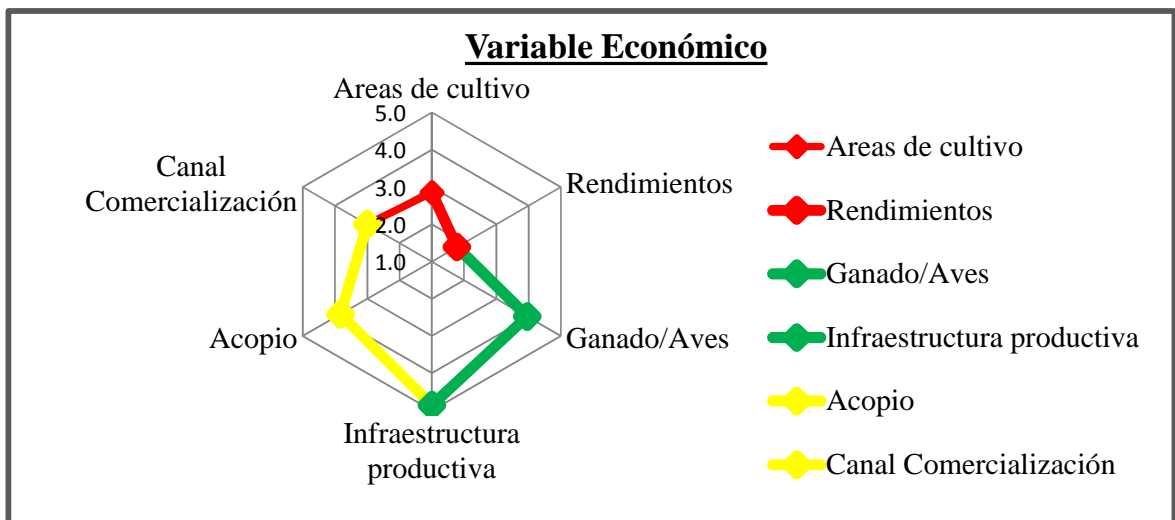 Variable Económico
Areas de cultivo
5.0
4.0
3.0
2.0
1.0
Rendimientos
Ganado/Aves
Infraestructura
productiva
Acopio
Canal
Comercialización
Areas de cultivo
Rendimientos
Ganado/Aves
Infraestructura productiva
Acopio
Canal Comercialización